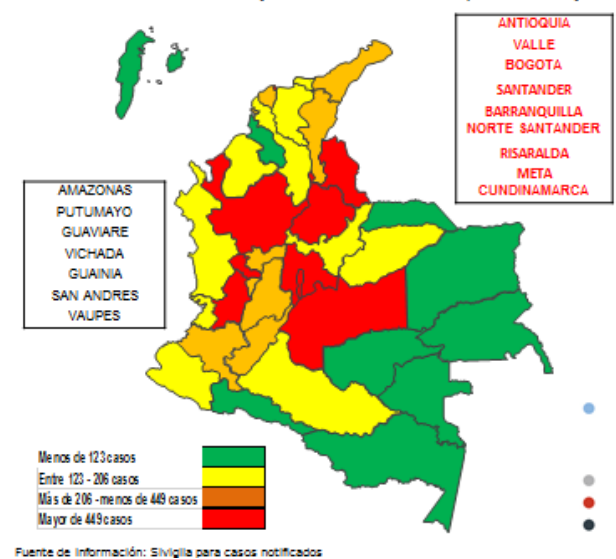 ANTIOQUIA
VALLE
BOGOTA
SANTANDER
BARRANQUILLA
NORTE SANTANDER
RISARALDA
META
CUNDINAMARCA
AMAZONAS
PUTUMAYO
GUAVIARE
VICHADA
GUAINIA
SAN ANDRES
VAUPES
Menos de 123 casos
Entre 123 - 206 casos
Más de 206 -menos de 449 casos
Mayor de 449 casos
Fuente de Información: Sivigila para casos notificados